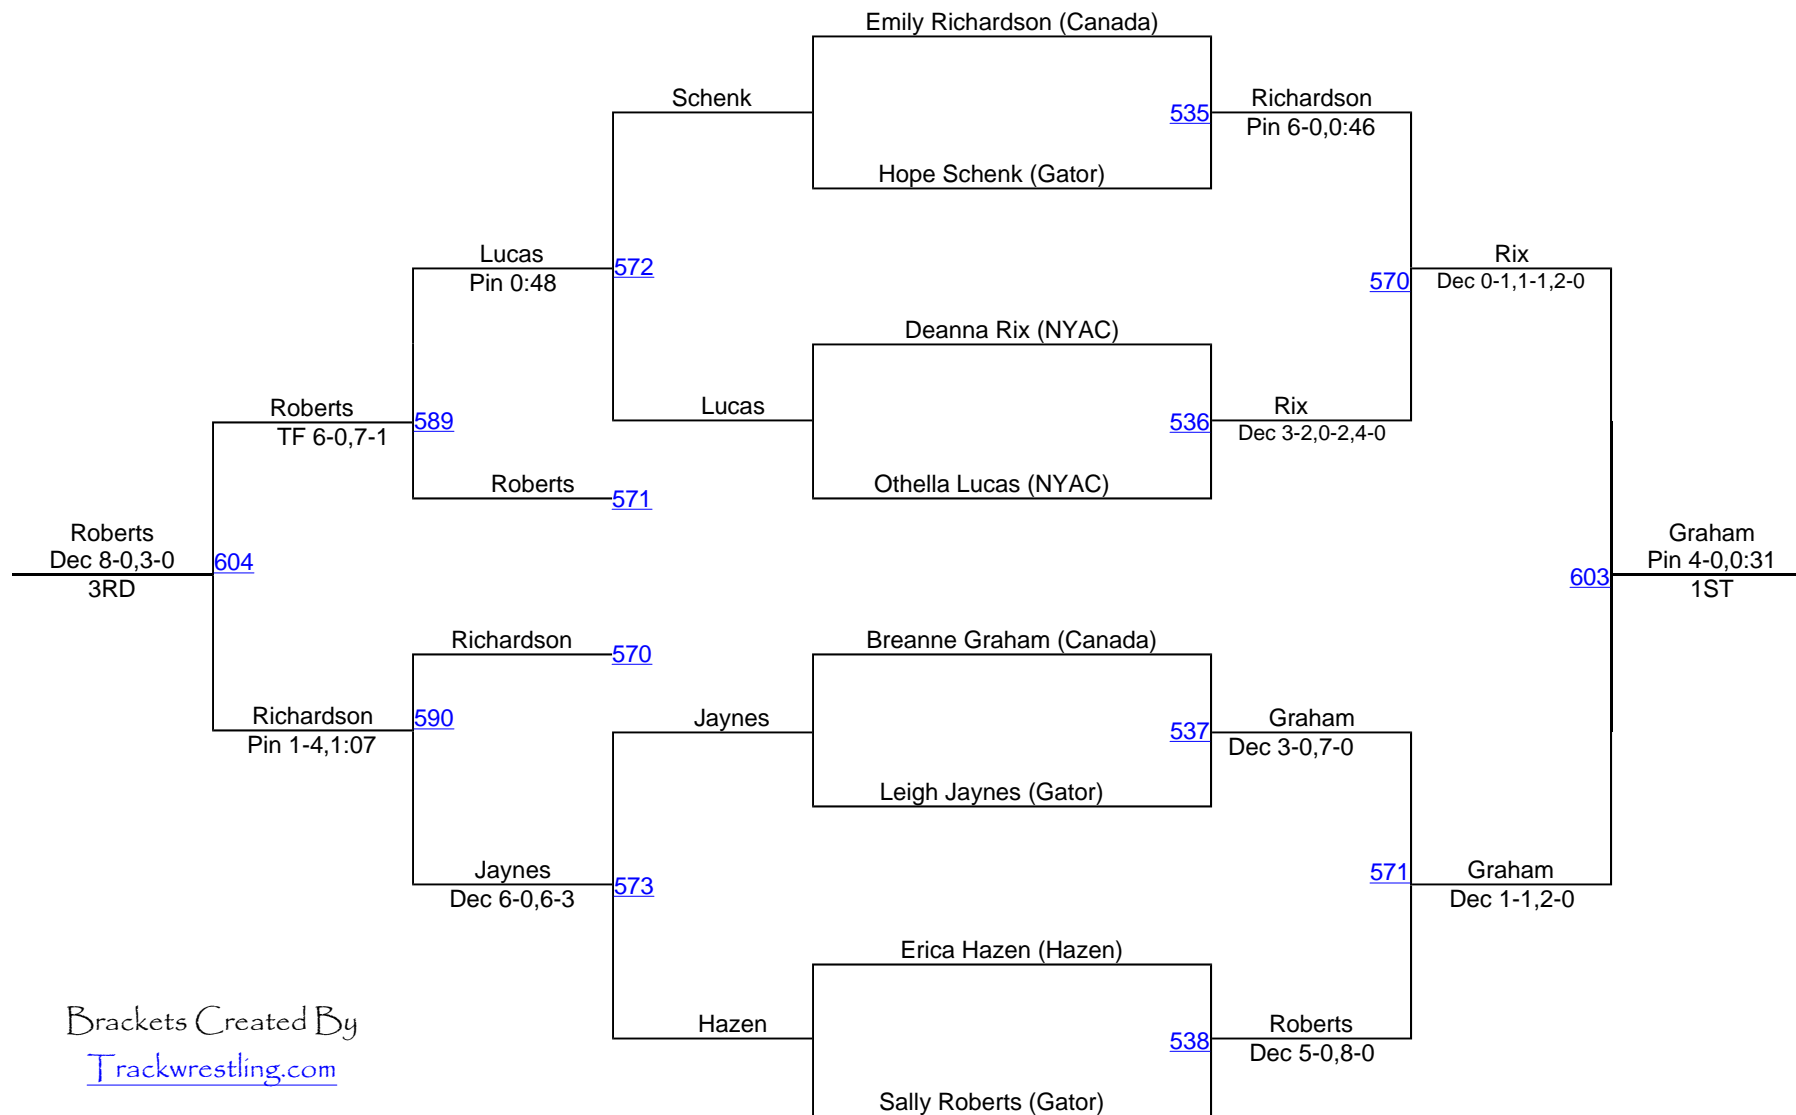 Emily Richardson (Canada)
Schenk
535
Richardson
Pin 6-0,0:46
Hope Schenk (Gator)
Lucas
Pin 0:48
572
570
Rix
Dec 0-1,1-1,2-0
Deanna Rix (NYAC)
Lucas
536
Rix
Dec 3-2,0-2,4-0
Othella Lucas (NYAC)
Roberts
TF 6-0,7-1
589
Roberts
571
Roberts
Dec 8-0,3-0
3RD
604
603
Graham
Pin 4-0,0:31
1ST
Richardson
570
Breanne Graham (Canada)
Richardson
Pin 1-4,1:07
590
Jaynes
537
Graham
Dec 3-0,7-0
Leigh Jaynes (Gator)
Jaynes
Dec 6-0,6-3
573
571
Graham
Dec 1-1,2-0
Erica Hazen (Hazen)
Hazen
538
Roberts
Dec 5-0,8-0
Sally Roberts (Gator)
Brackets Created By
Trackwrestling.com